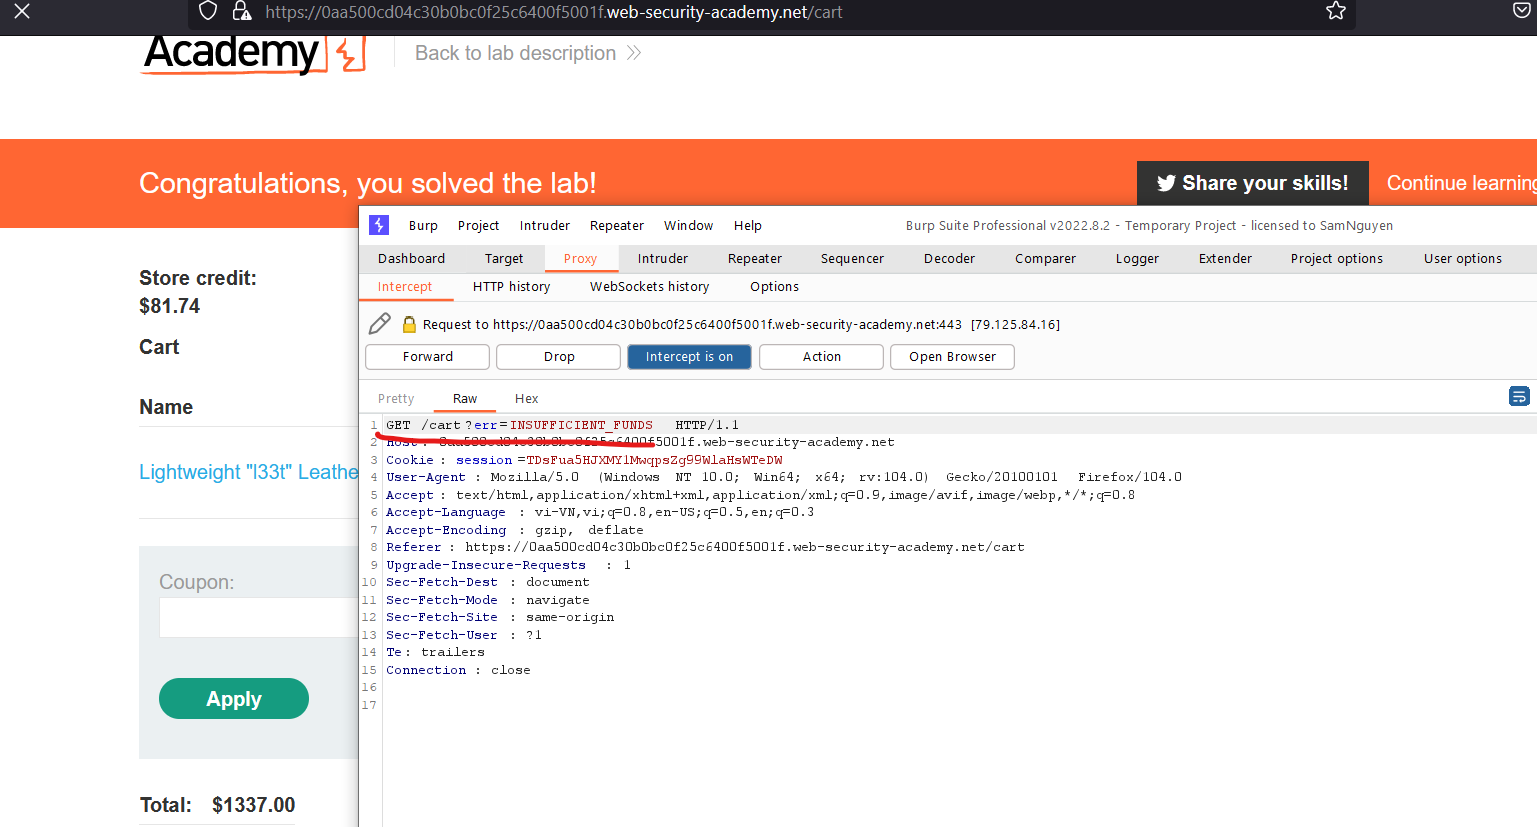 https://0aa500cd04c30b0bc0f25c6400f5001f.web-security-academy.net/cart
Academy Back to lab description
Congratulations, you solved the lab!
Share your skills! Continue learning
Store credit:
$81.74
Cart
Name
Lightweight "l33t" Leathe
Coupon:
Apply
Total: $1337.00
Burp Project Intruder Repeater Window Help Burp Suite Professional v2022.8.2 - Temporary Project - licensed to SamNguyen
Dashboard Target Proxy Intruder Repeater Sequencer Decoder Comparer Logger Extender Project options User options
Intercept HTTP history WebSockets history Options
Request to https://0aa500cd04c30b0bc0f25c6400f5001f.web-security-academy.net:443 [79.125.84.16]
Forward Drop Intercept is on Action Open Browser
Pretty Raw Hex
1 GET /cart?err=INSUFFICIENT_FUNDS HTTP/1.1
2 Host: 0aa500cd04c30b0bc0f25c6400f5001f.web-security-academy.net
3 Cookie: session=TDsFua5HJXMYlMwqpsZg99WlaHsWTeDW
4 User-Agent: Mozilla/5.0 (Windows NT 10.0; Win64; x64; rv:104.0) Gecko/20100101 Firefox/104.0
5 Accept: text/html,application/xhtml+xml,application/xml;q=0.9,image/avif,image/webp,*/*;q=0.8
6 Accept-Language: vi-VN,vi;q=0.8,en-US;q=0.5,en;q=0.3
7 Accept-Encoding: gzip, deflate
8 Referer: https://0aa500cd04c30b0bc0f25c6400f5001f.web-security-academy.net/cart
9 Upgrade-Insecure-Requests: 1
10 Sec-Fetch-Dest: document
11 Sec-Fetch-Mode: navigate
12 Sec-Fetch-Site: same-origin
13 Sec-Fetch-User: ?1
14 Te: trailers
15 Connection: close
16
17